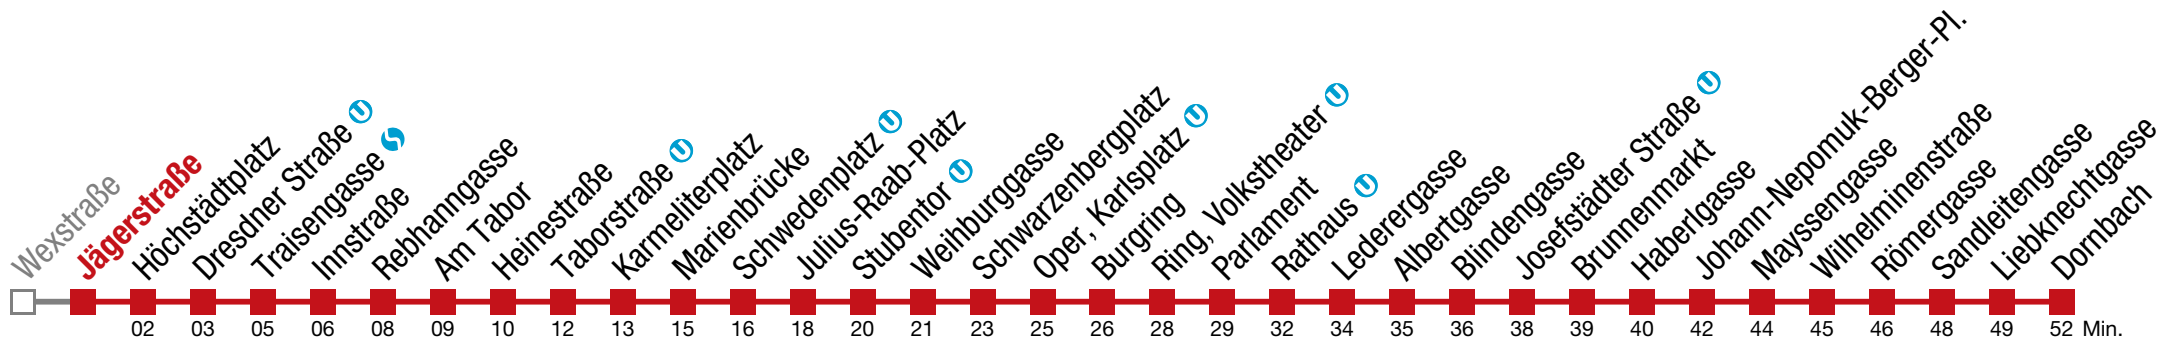 Wexstraße
Jägerstraße
Höchstädtplatz
Dresdner Straße U
Traisengasse S
Innstraße
Rebhanngasse
Am Tabor
Heinestraße
Taborstraße U
Karmeliterplatz
Marienbrücke
Schwedenplatz U
Julius-Raab-Platz
Stubentor U
Weihburggasse
Schwarzenbergplatz
Oper, Karlsplatz U
Burgring
Ring, Volkstheater U
Parlament
Rathaus U
Lederergasse
Albertgasse
Blindengasse
Josefstädter Straße U
Brunnenmarkt
Haberlgasse
Johann-Nepomuk-Berger-Pl.
Mayssengasse
Wilhelminenstraße
Römergasse
Sandleitengasse
Liebknechtgasse
Dornbach
02 03 05 06 08 09 10 12 13 15 16 18 20 21 23 25 26 28 29 32 34 35 36 38 39 40 42 44 45 46 48 49 52 Min.